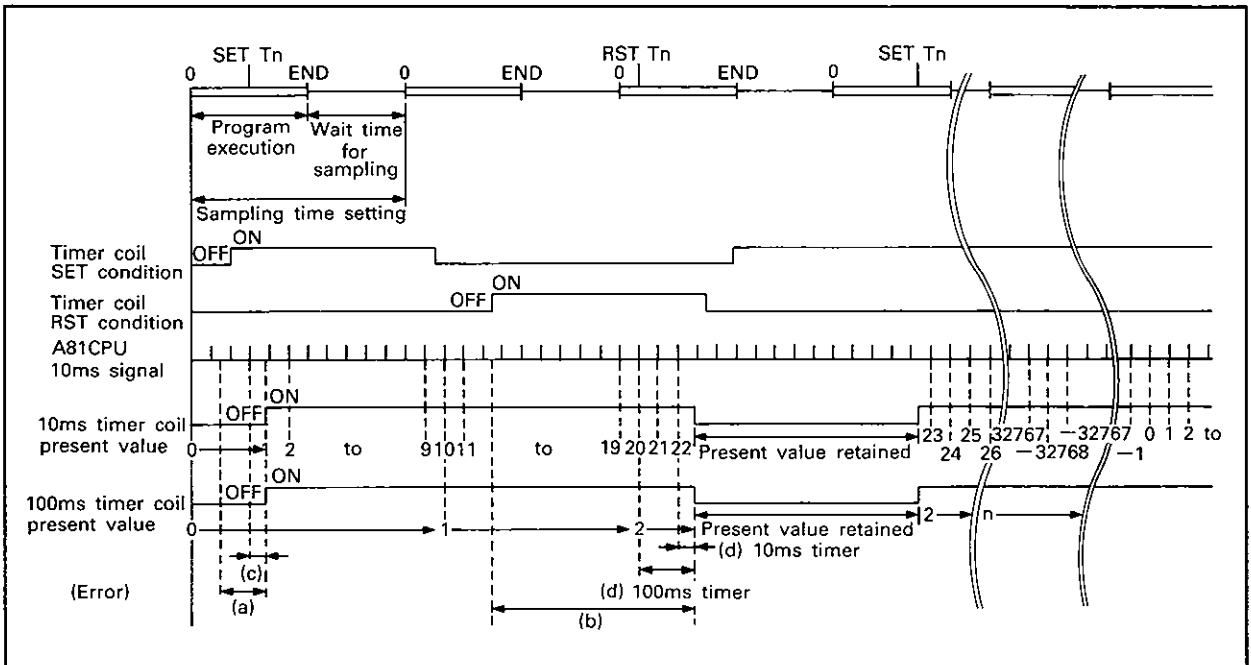 SET Tn RST Tn SET Tn
0 END 0 END 0 END 0
Program execution
Wait time for sampling
Sampling time setting
Timer coil SET condition
OFF ON
Timer coil RST condition
OFF ON
A81CPU 10ms signal
10ms timer coil present value
OFF ON
0 2 to 91011 to 19 20 21 22 Present value retained 23 24 25 26 32767 -32768 -32767 -1 0 1 2 to
100ms timer coil present value
OFF ON
0 1 2 Present value retained 2 n
(d) 10ms timer
(c)
(Error)
(a)
(d) 100ms timer
(b)